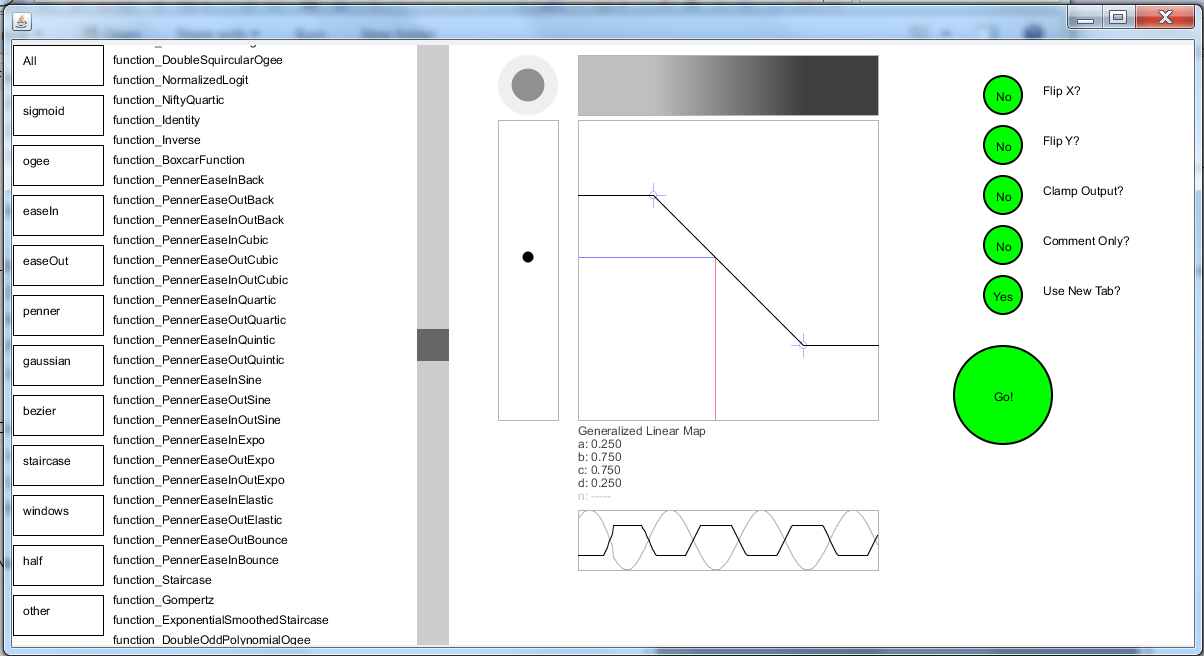 All
sigmoid
ogee
easeIn
easeOut
penner
gaussian
bezier
staircase
windows
half
other
function_DoubleSquircularOgee
function_NormalizedLogit
function_NiftyQuartic
function_Identity
function_Inverse
function_BoxcarFunction
function_PennerEaseInBack
function_PennerEaseOutBack
function_PennerEaseInOutBack
function_PennerEaseInCubic
function_PennerEaseOutCubic
function_PennerEaseInOutCubic
function_PennerEaseInQuartic
function_PennerEaseOutQuartic
function_PennerEaseInQuintic
function_PennerEaseOutQuintic
function_PennerEaseInSine
function_PennerEaseOutSine
function_PennerEaseInOutSine
function_PennerEaseInExpo
function_PennerEaseOutExpo
function_PennerEaseInOutExpo
function_PennerEaseInElastic
function_PennerEaseOutElastic
function_PennerEaseOutBounce
function_PennerEaseInBounce
function_Staircase
function_Gompertz
function_ExponentialSmoothedStaircase
function_DoubleOddPolynomialOgee
Generalized Linear Map
a: 0.250
b: 0.750
c: 0.750
d: 0.250
n: -----
No Flip X?
No Flip Y?
No Clamp Output?
No Comment Only?
Yes Use New Tab?
Go!